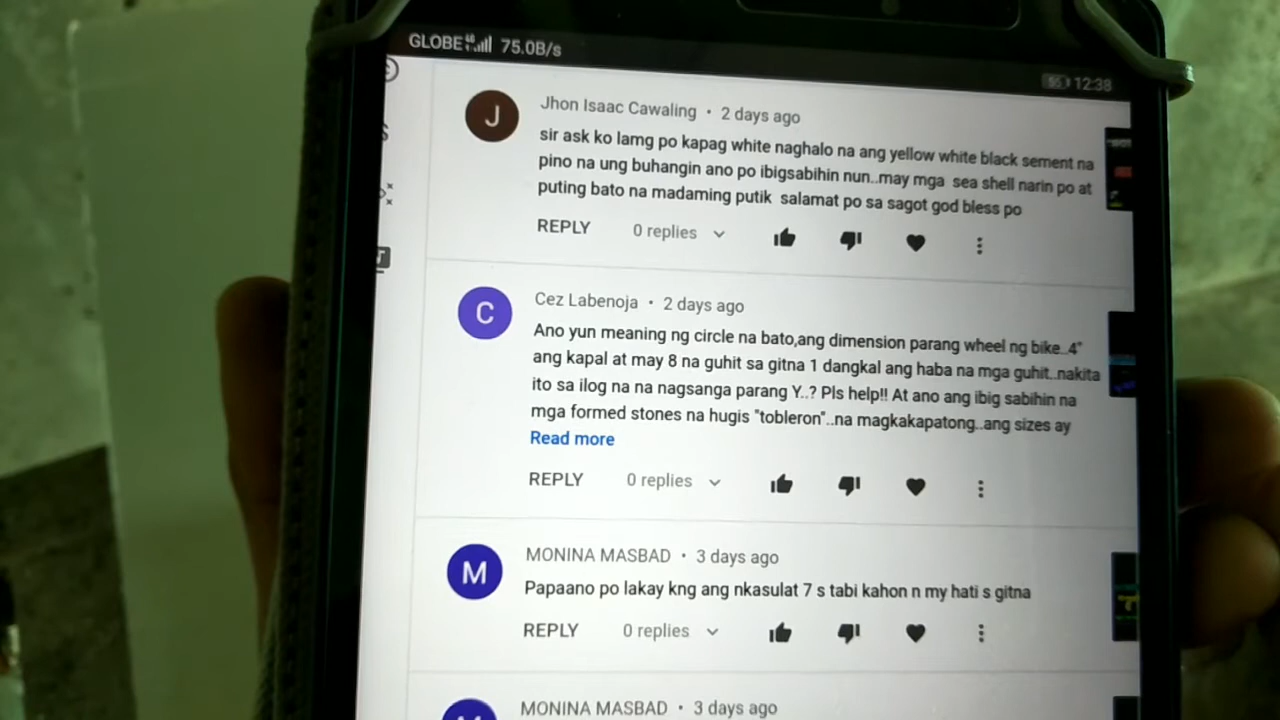 GLOBE 4G 75.0B/s
12:38
J
Jhon Isaac Cawaling • 2 days ago
sir ask ko lamg po kapag white naghalo na ang yellow white black sement na
pino na ung buhangin ano po ibigsabihin nun..may mga sea shell narin po at
puting bato na madaming putik salamat po sa sagot god bless po
REPLY 0 replies
C
Cez Labenoja • 2 days ago
Ano yun meaning ng circle na bato,ang dimension parang wheel ng bike..4"
ang kapal at may 8 na guhit sa gitna 1 dangkal ang haba na mga guhit..nakita
ito sa ilog na na nagsanga parang Y..? Pls help!! At ano ang ibig sabihin na
mga formed stones na hugis "tobleron"..na magkakapatong..ang sizes ay
Read more
REPLY 0 replies
M
MONINA MASBAD • 3 days ago
Papaano po lakay kng ang nkasulat 7 s tabi kahon n my hati s gitna
REPLY 0 replies
MONINA MASBAD • 3 days ago